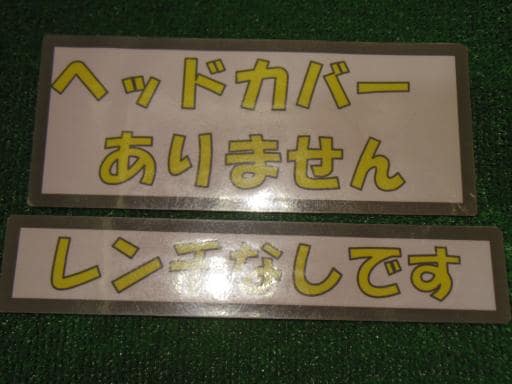 ヘッドカバー
ありません
レンチなしです